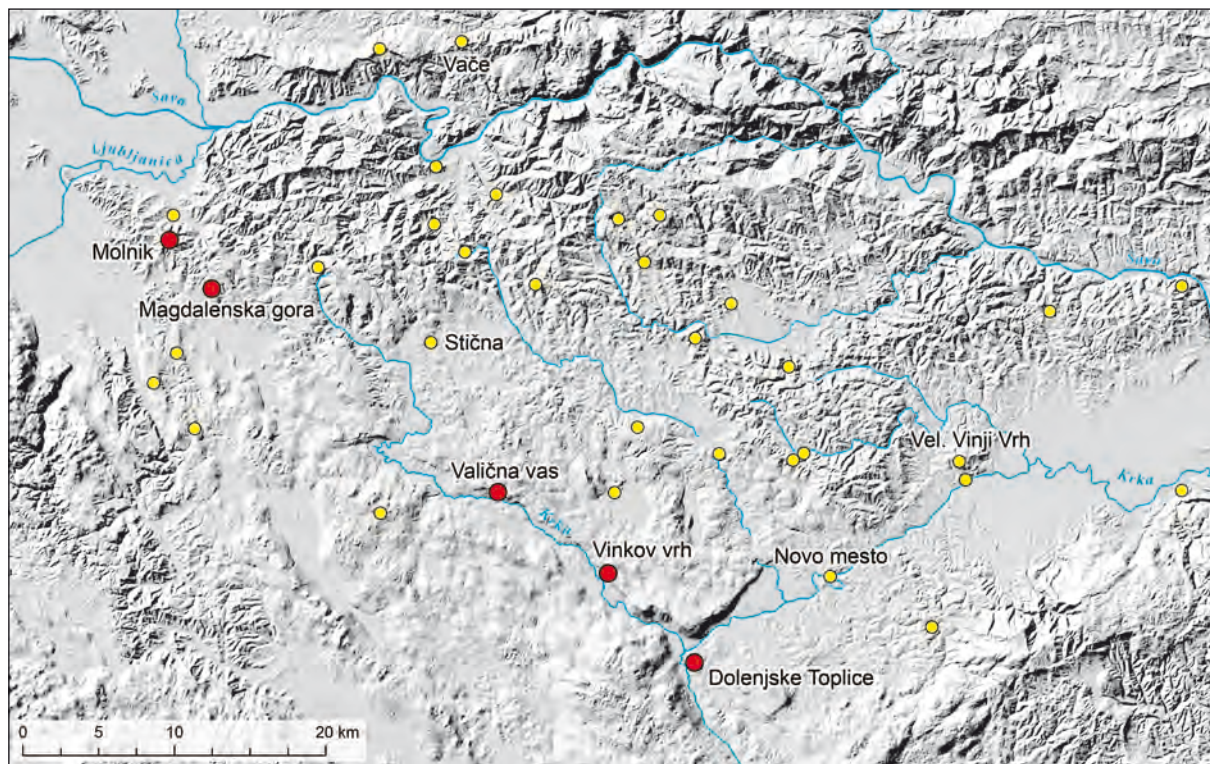 Vače
Sava
Ljubljanica
Molnik
Magdalenska gora
Sava
Stična
Vel. Vinji Vrh
Valična vas
Krka
Krka
Vinkov vrh
Novo mesto
Dolenjske Toplice
0 5 10 20 km